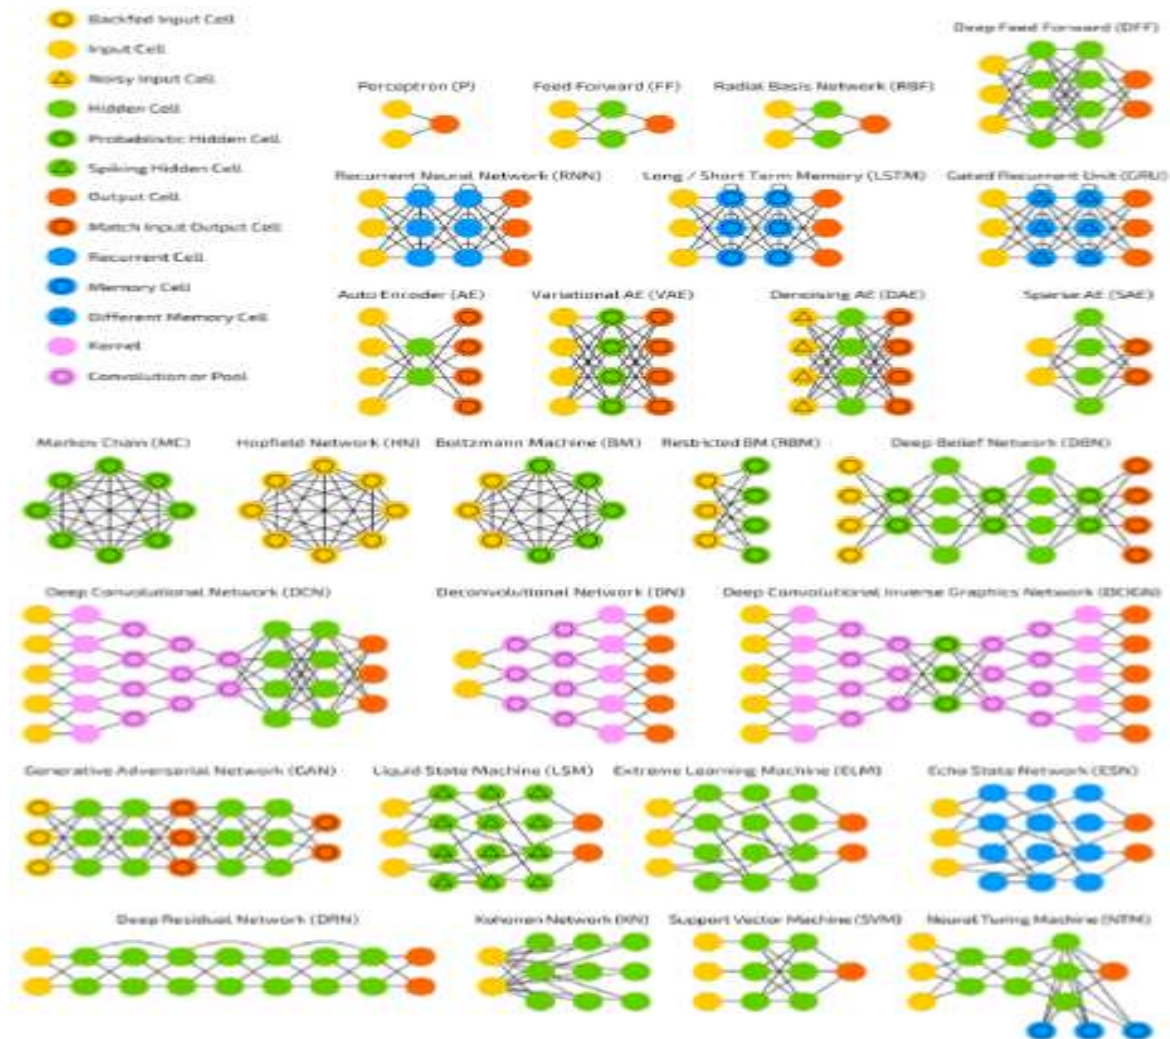 Backfed Input Cell
Input Cell
Noisy Input Cell
Hidden Cell
Probablistic Hidden Cell
Spiking Hidden Cell
Output Cell
Match Input Output Cell
Recurrent Cell
Memory Cell
Different Memory Cell
Kernel
Convolution or Pool
Deep Feed Forward (DFF)
Perceptron (P)
Feed Forward (FF)
Radial Basis Network (RBF)
Recurrent Neural Network (RNN)
Long / Short Term Memory (LSTM)
Gated Recurrent Unit (GRU)
Auto Encoder (AE)
Variational AE (VAE)
Denoising AE (DAE)
Sparse AE (SAE)
Markov Chain (MC)
Hopfield Network (HN)
Boltzmann Machine (BM)
Restricted BM (RBM)
Deep Belief Network (DBN)
Deep Convolutional Network (DCN)
Deconvolutional Network (DN)
Deep Convolutional Inverse Graphics Network (DCIGN)
Generative Adversarial Network (GAN)
Liquid State Machine (LSM)
Extreme Learning Machine (ELM)
Echo State Network (ESN)
Deep Residual Network (DRN)
Kohonen Network (KN)
Support Vector Machine (SVM)
Neural Turing Machine (NTM)